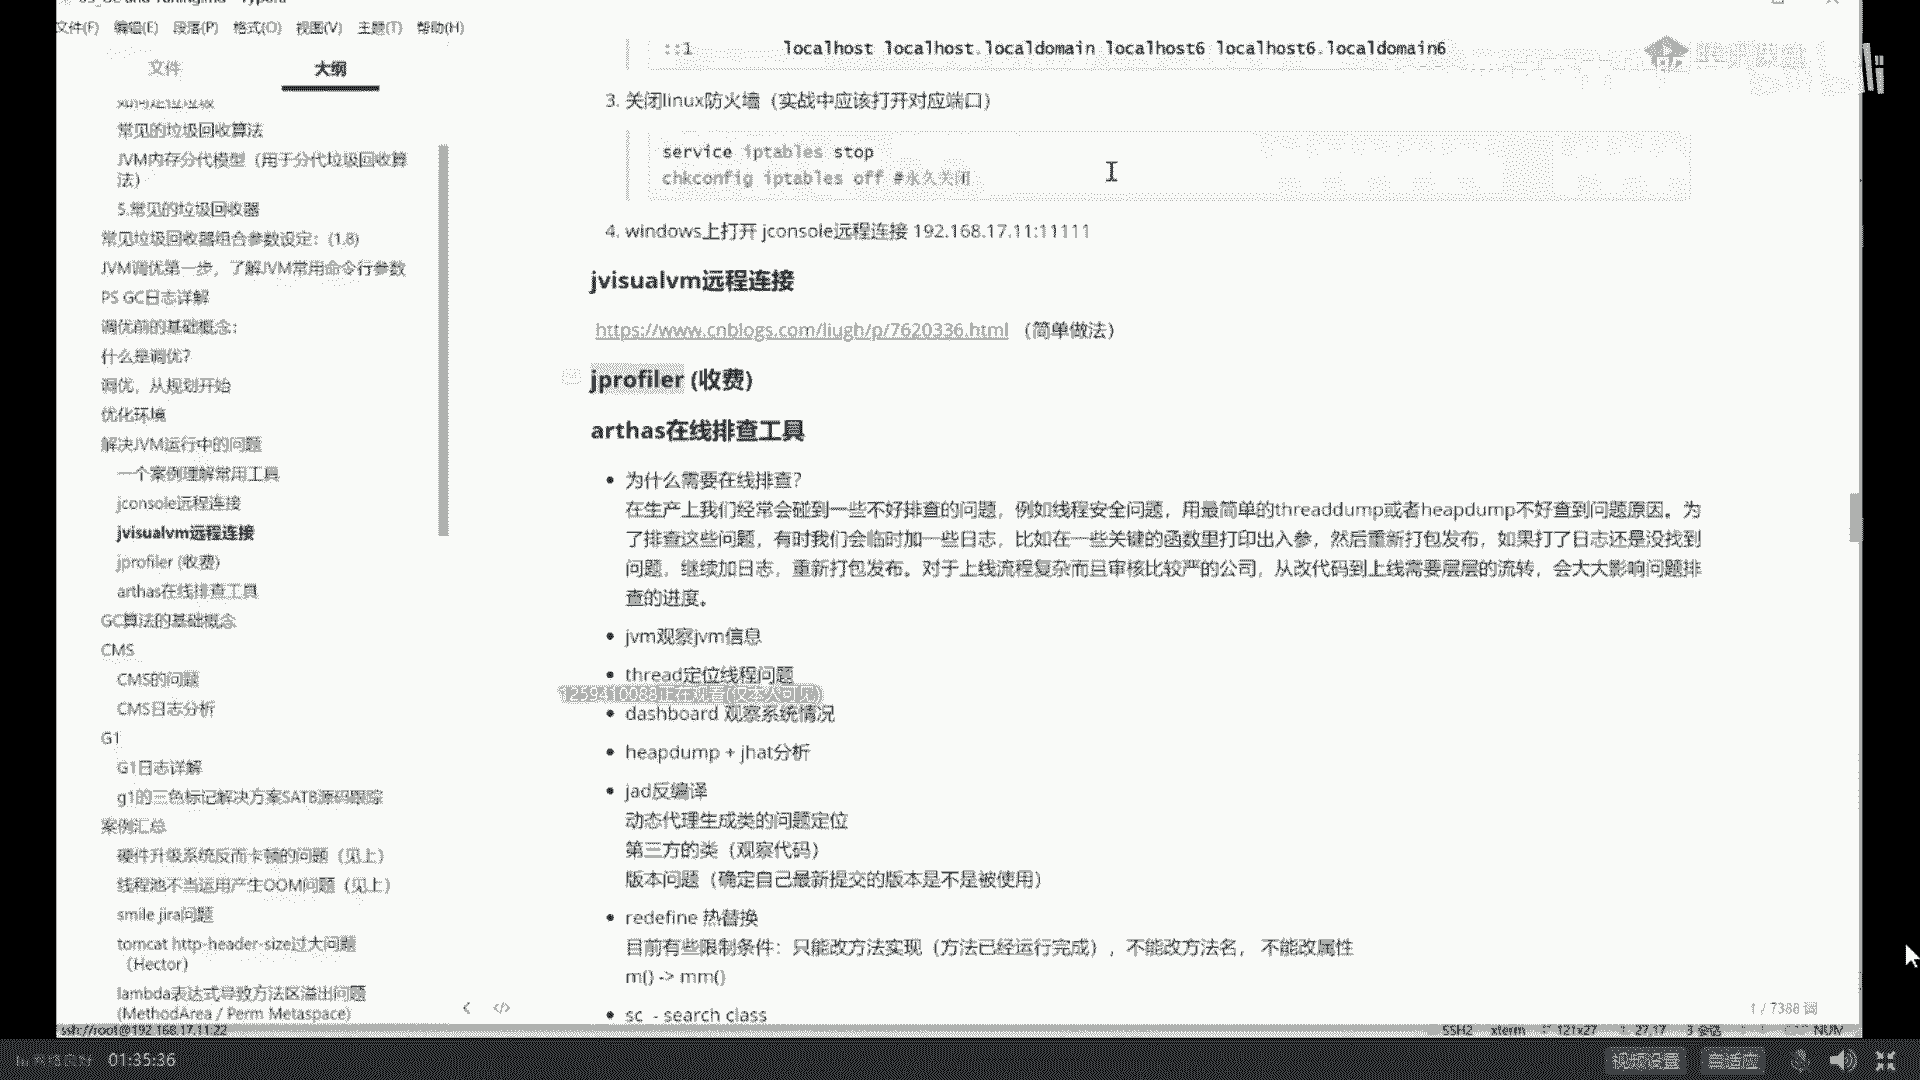 文件(F) 编辑(E) 段落(P) 格式(O) 视图(V) 主题(T) 帮助(H)
文件
大纲
常见的垃圾回收算法
JVM内存分代模型（用于分代垃圾回收算
法）
5.常见的垃圾回收器
常见垃圾回收器组合参数设定：(1.8)
JVM调优第一步，了解JVM常用命令行参数
PS GC日志详解
调优前的基础概念：
什么是调优？
调优，从规划开始
优化环境
解决JVM运行中的问题
一个案例理解常用工具
jconsole远程连接
jvisualvm远程连接
jprofiler (收费)
arthas在线排查工具
GC算法的基础概念
CMS
CMS的问题
CMS日志分析
G1
G1日志详解
g1的三色标记解决方案SATB源码跟踪
案例汇总
硬件升级系统反而卡顿的问题（见上）
线程池不当运用产生OOM问题（见上）
smile jira问题
tomcat http-header-size过大问题
（Hector）
lambda表达式导致方法区溢出问题
(MethodArea / Perm Metaspace)
::1 localhost localhost.localdomain localhost6 localhost6.localdomain6
3. 关闭linux防火墙（实战中应该打开对应端口）
service iptables stop
chkconfig iptables off #永久关闭
4. windows上打开 jconsole远程连接 192.168.17.11:11111
jvisualvm远程连接
https://www.cnblogs.com/liugh/p/7620336.html （简单做法）
jprofiler (收费)
arthas在线排查工具
• 为什么需要在线排查？
在生产上我们经常会碰到一些不好排查的问题，例如线程安全问题，用最简单的threaddump或者heapdump不好查到问题原因。为
了排查这些问题，有时我们会临时加一些日志，比如在一些关键的函数里打印出入参，然后重新打包发布，如果打了日志还是没找到
问题，继续加日志，重新打包发布。对于上线流程复杂而且审核比较严的公司，从改代码到上线需要层层的流转，会大大影响问题排
查的进度。
• jvm观察jvm信息
• thread定位线程问题
1259410088正在观看(仅本人可见)
• dashboard 观察系统情况
• heapdump + jhat分析
• jad反编译
动态代理生成类的问题定位
第三方的类（观察代码）
版本问题（确定自己最新提交的版本是不是被使用）
• redefine 热替换
目前有些限制条件：只能改方法实现（方法已经运行完成），不能改方法名， 不能改属性
m() -> mm()
• sc - search class
1 / 7388 词
ssh://root@192.168.17.11:22
SSH2 xterm 121x27 27,17 3 会话 NUM
01:35:36
视频设置 自适应